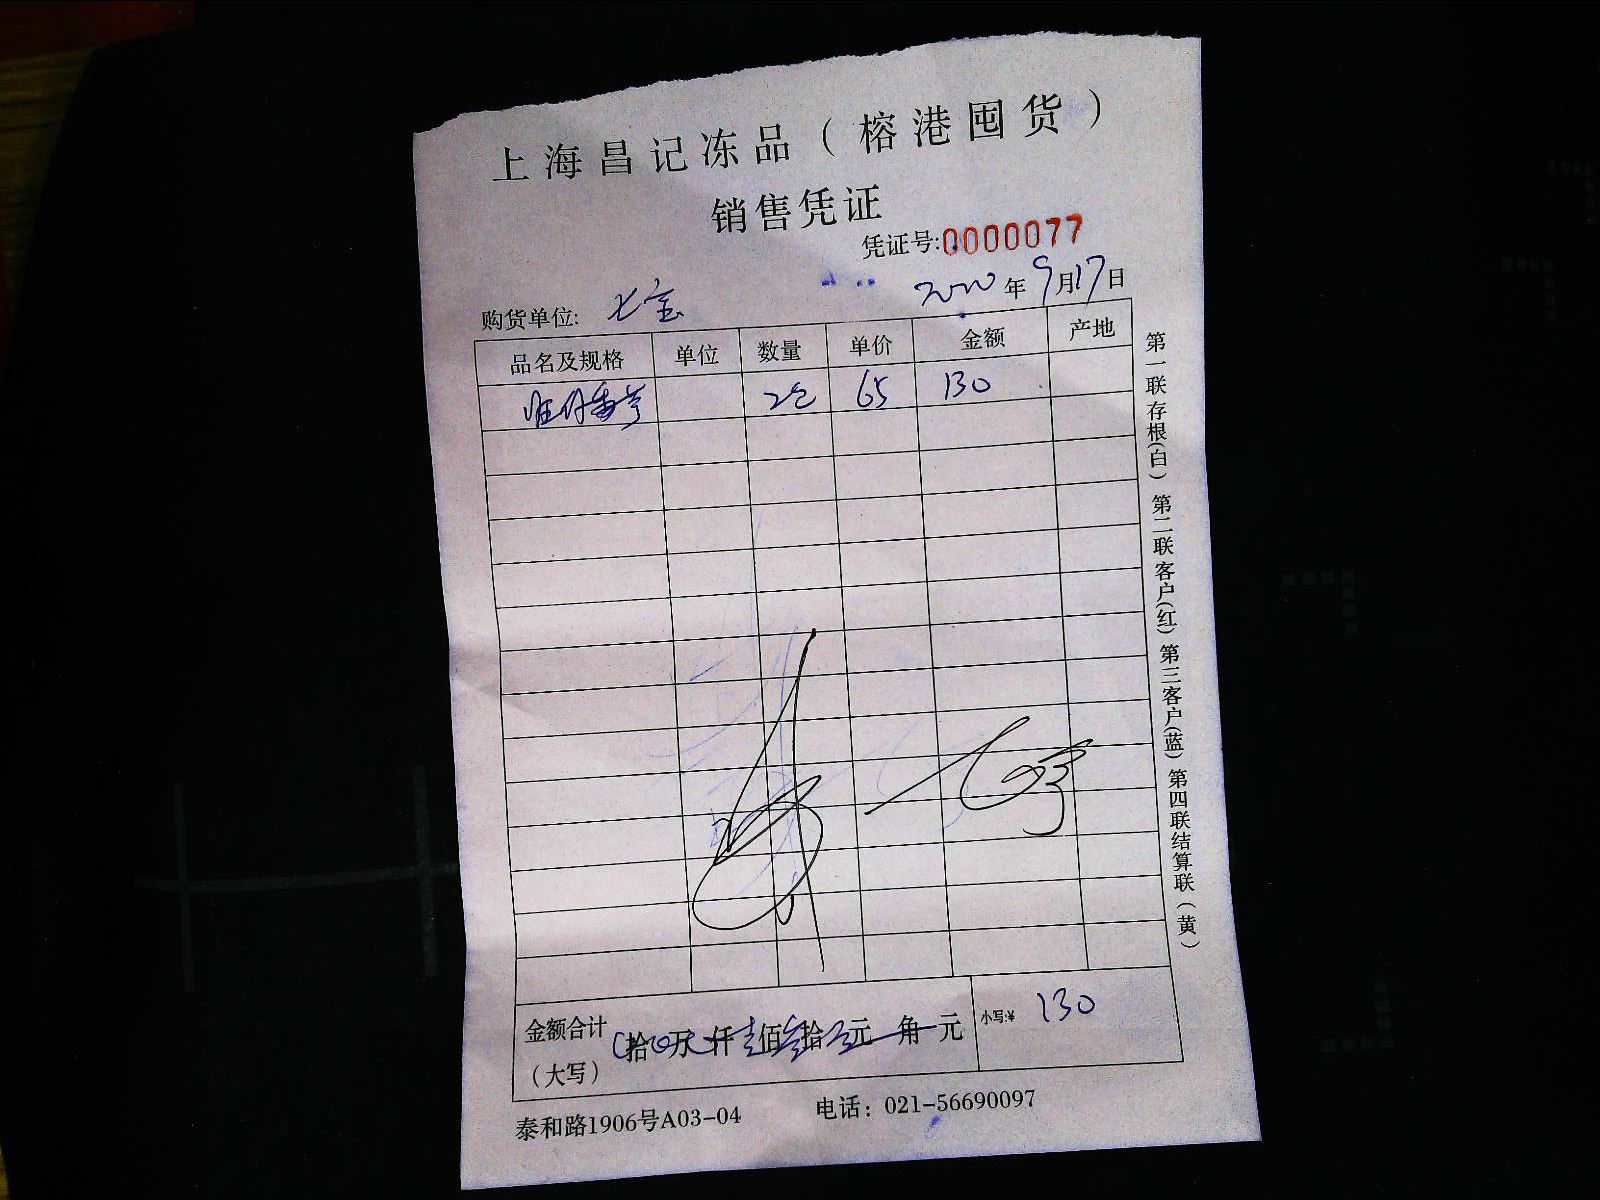 上海昌记冻品（榕港囤货）
销售凭证
凭证号:0000077
2020年9月17日
购货单位: 七宝
品名及规格 单位 数量 单价 金额 产地
2包 65 130
金额合计 拾 万 仟 壹佰叁拾 元 角 元 小写:¥ 130
（大写）
泰和路1906号A03-04 电话：021-56690097
第一联存根(白) 第二联客户(红) 第三客户(蓝) 第四联结算联(黄)